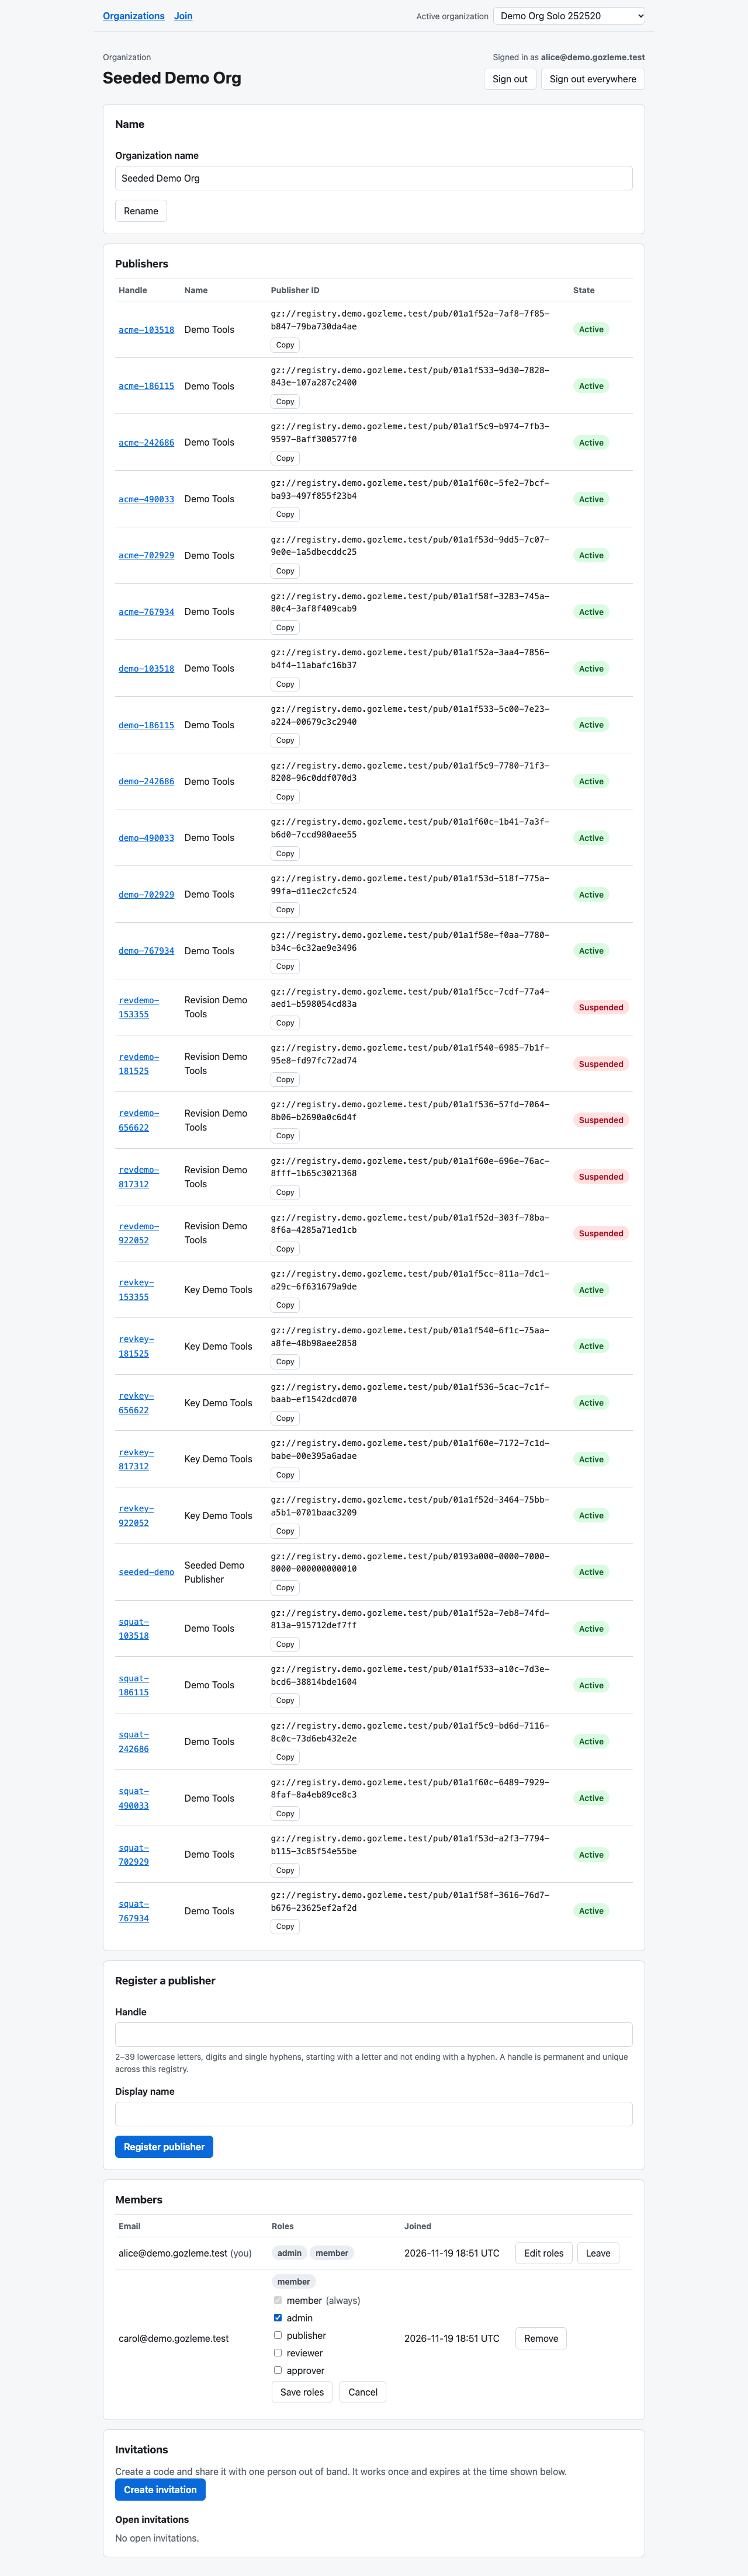 Organizations Join
Active organization Demo Org Solo 252520
Organization
Signed in as alice@demo.gozleme.test
Seeded Demo Org
Sign out Sign out everywhere
Name
Organization name
Seeded Demo Org
Rename
Publishers
Handle Name Publisher ID State
acme-103518 Demo Tools gz://registry.demo.gozleme.test/pub/01a1f52a-7af8-7f85-
b847-79ba730da4ae Active
Copy
acme-186115 Demo Tools gz://registry.demo.gozleme.test/pub/01a1f533-9d30-7828-
843e-107a287c2400 Active
Copy
acme-242686 Demo Tools gz://registry.demo.gozleme.test/pub/01a1f5c9-b974-7fb3-
9597-8aff300577f0 Active
Copy
acme-490033 Demo Tools gz://registry.demo.gozleme.test/pub/01a1f60c-5fe2-7bcf-
ba93-497f855f23b4 Active
Copy
acme-702929 Demo Tools gz://registry.demo.gozleme.test/pub/01a1f53d-9dd5-7c07-
9e0e-1a5dbecddc25 Active
Copy
acme-767934 Demo Tools gz://registry.demo.gozleme.test/pub/01a1f58f-3283-745a-
80c4-3af8f409cab9 Active
Copy
demo-103518 Demo Tools gz://registry.demo.gozleme.test/pub/01a1f52a-3aa4-7856-
b4f4-11abafc16b37 Active
Copy
demo-186115 Demo Tools gz://registry.demo.gozleme.test/pub/01a1f533-5c00-7e23-
a224-00679c3c2940 Active
Copy
demo-242686 Demo Tools gz://registry.demo.gozleme.test/pub/01a1f5c9-7780-71f3-
8208-96c0ddf070d3 Active
Copy
demo-490033 Demo Tools gz://registry.demo.gozleme.test/pub/01a1f60c-1b41-7a3f-
b6d0-7ccd980aee55 Active
Copy
demo-702929 Demo Tools gz://registry.demo.gozleme.test/pub/01a1f53d-518f-775a-
99fa-d11ec2cfc524 Active
Copy
demo-767934 Demo Tools gz://registry.demo.gozleme.test/pub/01a1f58e-f0aa-7780-
b34c-6c32ae9e3496 Active
Copy
revdemo-153355 Revision Demo Tools gz://registry.demo.gozleme.test/pub/01a1f5cc-7cdf-77a4-
aed1-b598054cd83a Suspended
Copy
revdemo-181525 Revision Demo Tools gz://registry.demo.gozleme.test/pub/01a1f540-6985-7b1f-
95e8-fd97fc72ad74 Suspended
Copy
revdemo-656622 Revision Demo Tools gz://registry.demo.gozleme.test/pub/01a1f536-57fd-7064-
8b06-b2690a0c6d4f Suspended
Copy
revdemo-817312 Revision Demo Tools gz://registry.demo.gozleme.test/pub/01a1f60e-696e-76ac-
8fff-1b65c3021368 Suspended
Copy
revdemo-922052 Revision Demo Tools gz://registry.demo.gozleme.test/pub/01a1f52d-303f-78ba-
8f6a-4285a71ed1cb Suspended
Copy
revkey-153355 Key Demo Tools gz://registry.demo.gozleme.test/pub/01a1f5cc-811a-7dc1-
a29c-6f631679a9de Active
Copy
revkey-181525 Key Demo Tools gz://registry.demo.gozleme.test/pub/01a1f540-6f1c-75aa-
a8fe-48b98aee2858 Active
Copy
revkey-656622 Key Demo Tools gz://registry.demo.gozleme.test/pub/01a1f536-5cac-7c1f-
baab-ef1542dcd070 Active
Copy
revkey-817312 Key Demo Tools gz://registry.demo.gozleme.test/pub/01a1f60e-7172-7c1d-
babe-00e395a6adae Active
Copy
revkey-922052 Key Demo Tools gz://registry.demo.gozleme.test/pub/01a1f52d-3464-75bb-
a5b1-0701baac3209 Active
Copy
seeded-demo Seeded Demo Publisher gz://registry.demo.gozleme.test/pub/0193a000-0000-7000-
8000-000000000010 Active
Copy
squat-103518 Demo Tools gz://registry.demo.gozleme.test/pub/01a1f52a-7eb8-74fd-
813a-915712def7ff Active
Copy
squat-186115 Demo Tools gz://registry.demo.gozleme.test/pub/01a1f533-a10c-7d3e-
bcd6-38814bde1604 Active
Copy
squat-242686 Demo Tools gz://registry.demo.gozleme.test/pub/01a1f5c9-bd6d-7116-
8c0c-73d6eb432e2e Active
Copy
squat-490033 Demo Tools gz://registry.demo.gozleme.test/pub/01a1f60c-6489-7929-
8faf-8a4eb89ce8c3 Active
Copy
squat-702929 Demo Tools gz://registry.demo.gozleme.test/pub/01a1f53d-a2f3-7794-
b115-3c85f54e55be Active
Copy
squat-767934 Demo Tools gz://registry.demo.gozleme.test/pub/01a1f58f-3616-76d7-
b676-23625ef2af2d Active
Copy
Register a publisher
Handle
2–39 lowercase letters, digits and single hyphens, starting with a letter and not ending with a hyphen. A handle is permanent and unique
across this registry.
Display name
Register publisher
Members
Email Roles Joined
alice@demo.gozleme.test (you) admin member 2026-11-19 18:51 UTC Edit roles Leave
member
member (always)
admin
carol@demo.gozleme.test publisher 2026-11-19 18:51 UTC Remove
reviewer
approver
Save roles Cancel
Invitations
Create a code and share it with one person out of band. It works once and expires at the time shown below.
Create invitation
Open invitations
No open invitations.